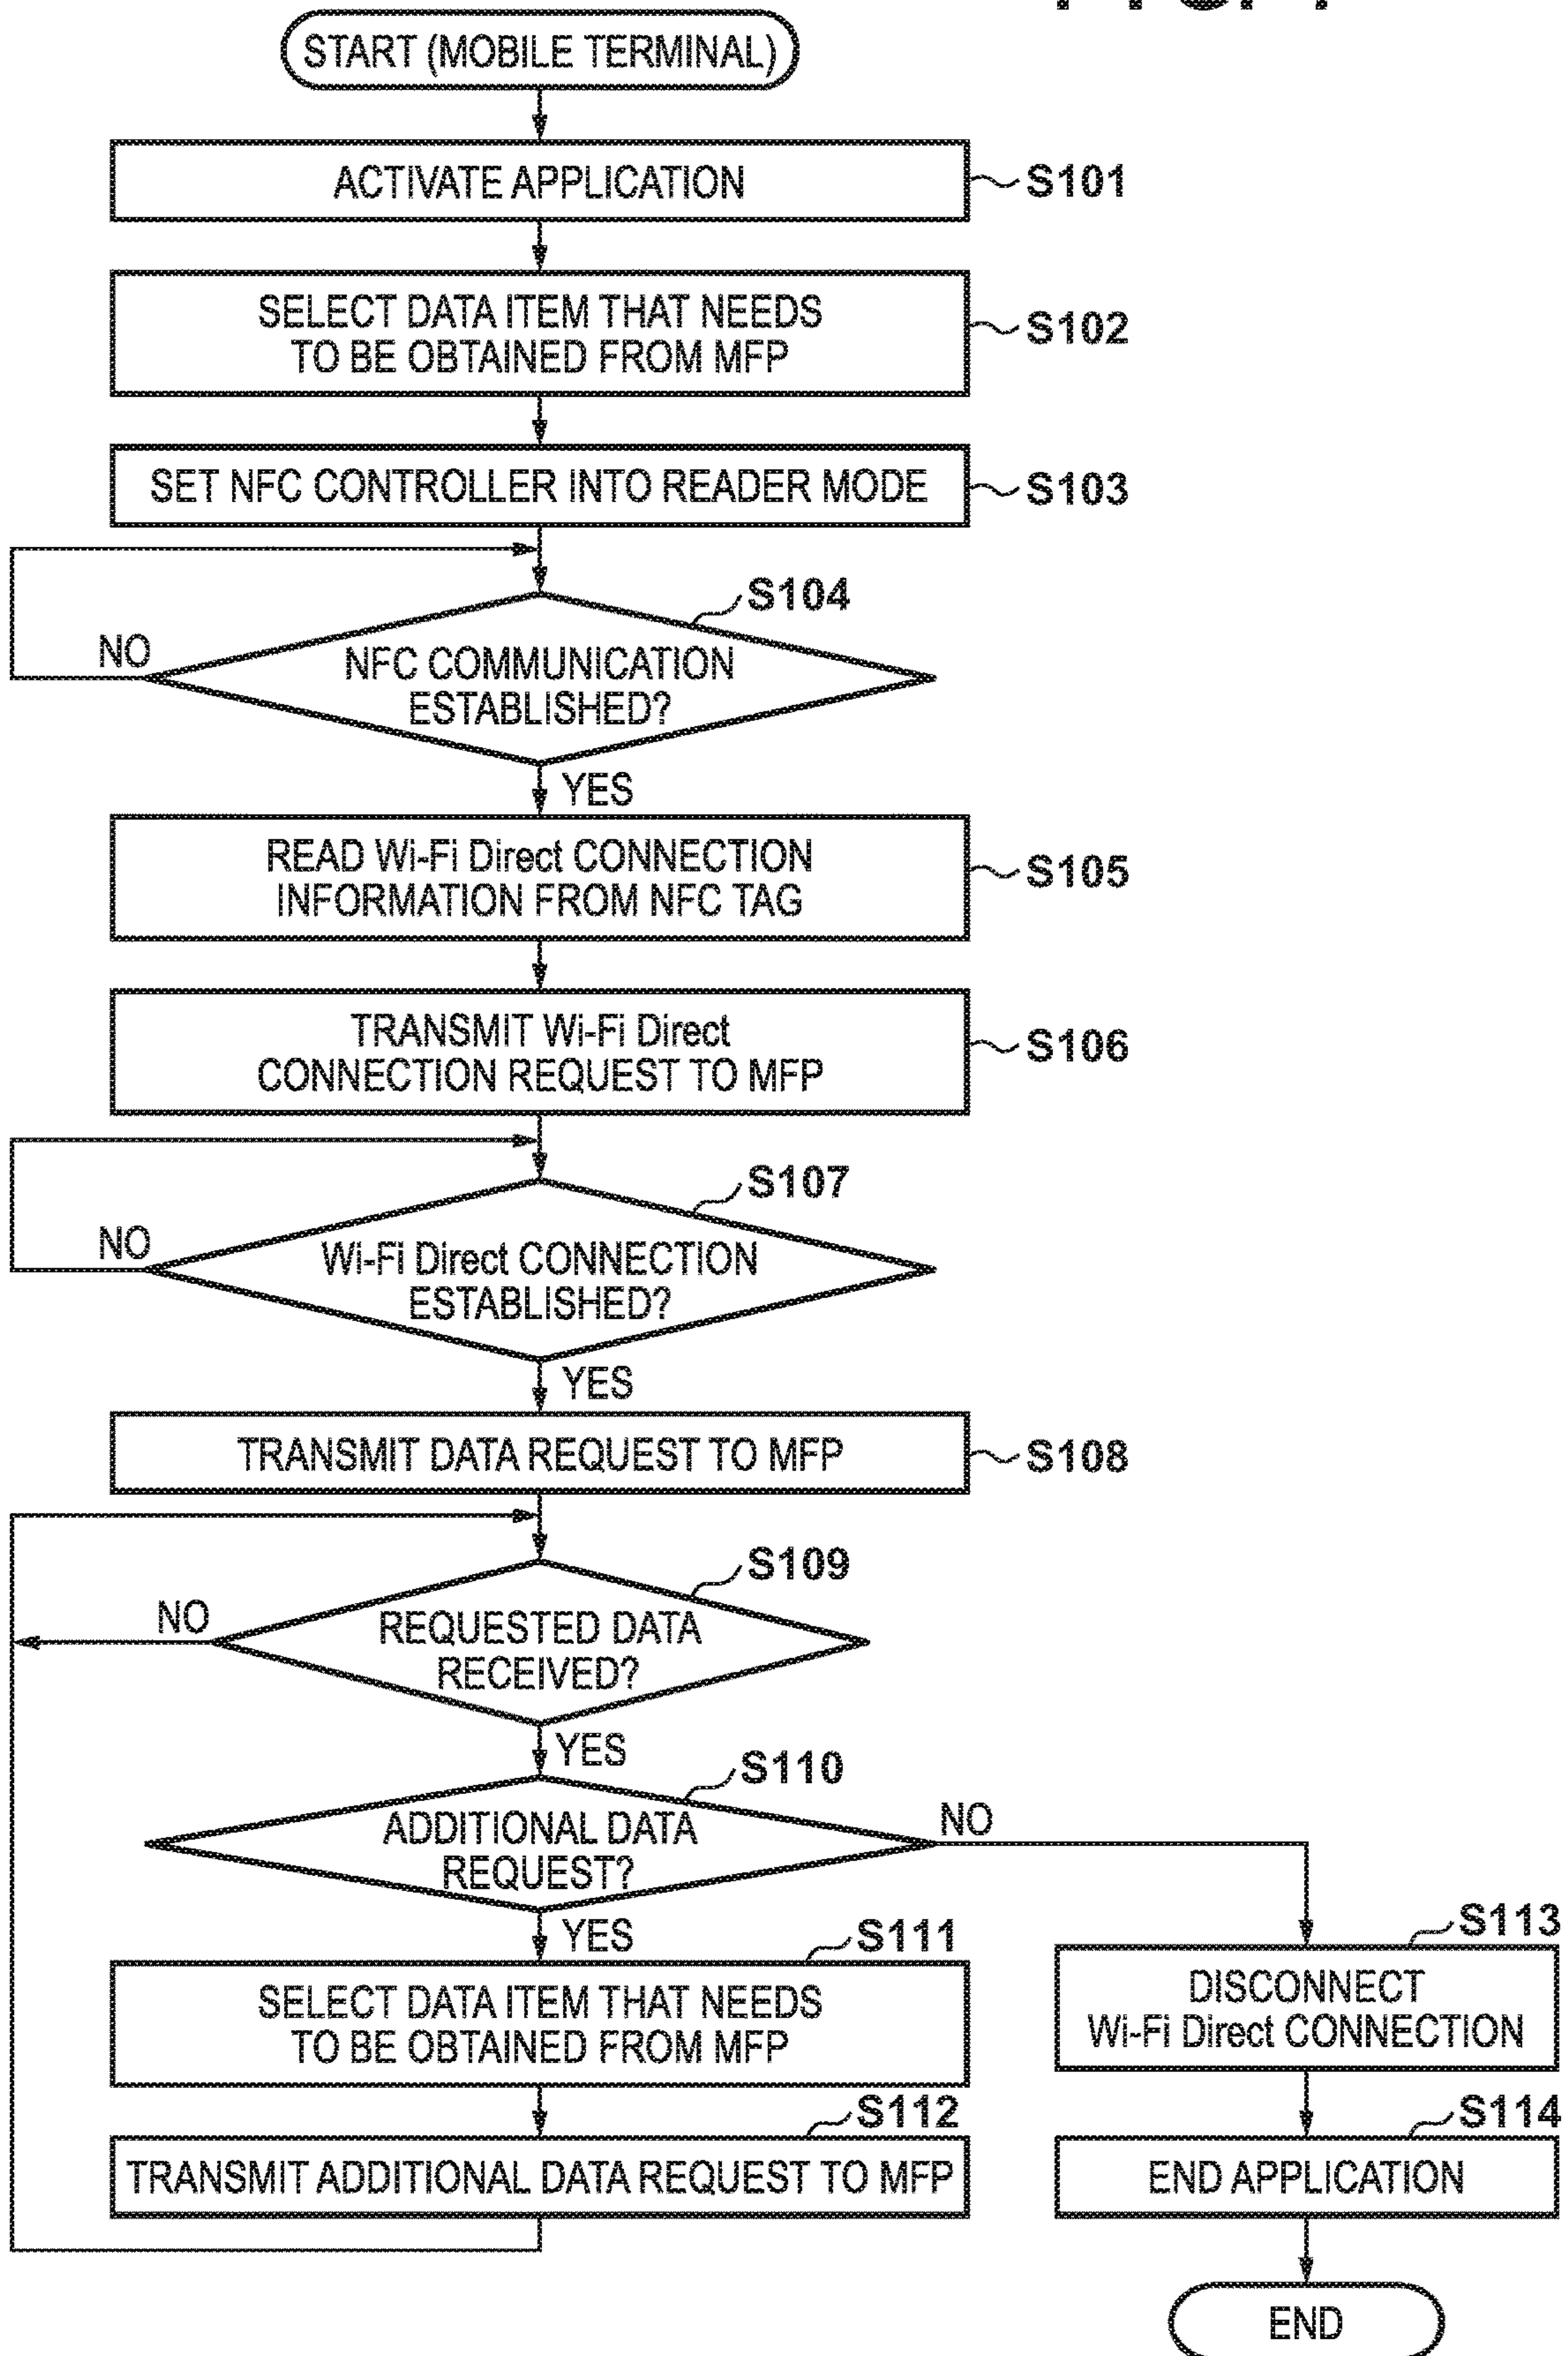 START (MOBILE TERMINAL)
ACTIVATE APPLICATION
S101
SELECT DATA ITEM THAT NEEDS
TO BE OBTAINED FROM MFP
S102
SET NFC CONTROLLER INTO READER MODE
S103
S104
NO
NFC COMMUNICATION
ESTABLISHED?
YES
READ Wi-Fi Direct CONNECTION
INFORMATION FROM NFC TAG
S105
TRANSMIT Wi-Fi Direct
CONNECTION REQUEST TO MFP
S106
S107
NO
Wi-Fi Direct CONNECTION
ESTABLISHED?
YES
TRANSMIT DATA REQUEST TO MFP
S108
S109
NO
REQUESTED DATA
RECEIVED?
YES
S110
ADDITIONAL DATA
REQUEST?
NO
YES
S111
SELECT DATA ITEM THAT NEEDS
TO BE OBTAINED FROM MFP
S112
TRANSMIT ADDITIONAL DATA REQUEST TO MFP
S113
DISCONNECT
Wi-Fi Direct CONNECTION
S114
END APPLICATION
END